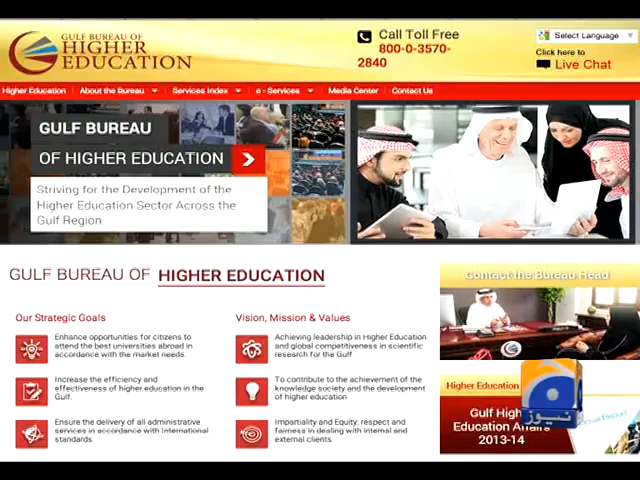 GULF BUREAU OF
HIGHER
EDUCATION
Call Toll Free
800-0-3570-
2840
Select Language
Click here to
Live Chat
Higher Education
About the Bureau
Services Index
e - Services
Media Center
Contact Us
GULF BUREAU
OF HIGHER EDUCATION
Striving for the Development of the
Higher Education Sector Across the
Gulf Region
GULF BUREAU OF HIGHER EDUCATION
Contact The Bureau Head
Our Strategic Goals
Enhance opportunities for citizens to
attend the best universities abroad in
accordance with the market needs.
Increase the efficiency and
effectiveness of higher education in the
Gulf.
Ensure the delivery of all administrative
services in accordance with International
standards.
Vision, Mission & Values
Achieving leadership in Higher Education
and global competitiveness in scientific
research for the Gulf
To contribute to the achievement of the
knowledge society and the development
of higher education
Impartiality and Equity: respect and
fairness in dealing with internal and
external clients.
Higher Education
Gulf High
Education Affairs
2013-14
نیوز
Report